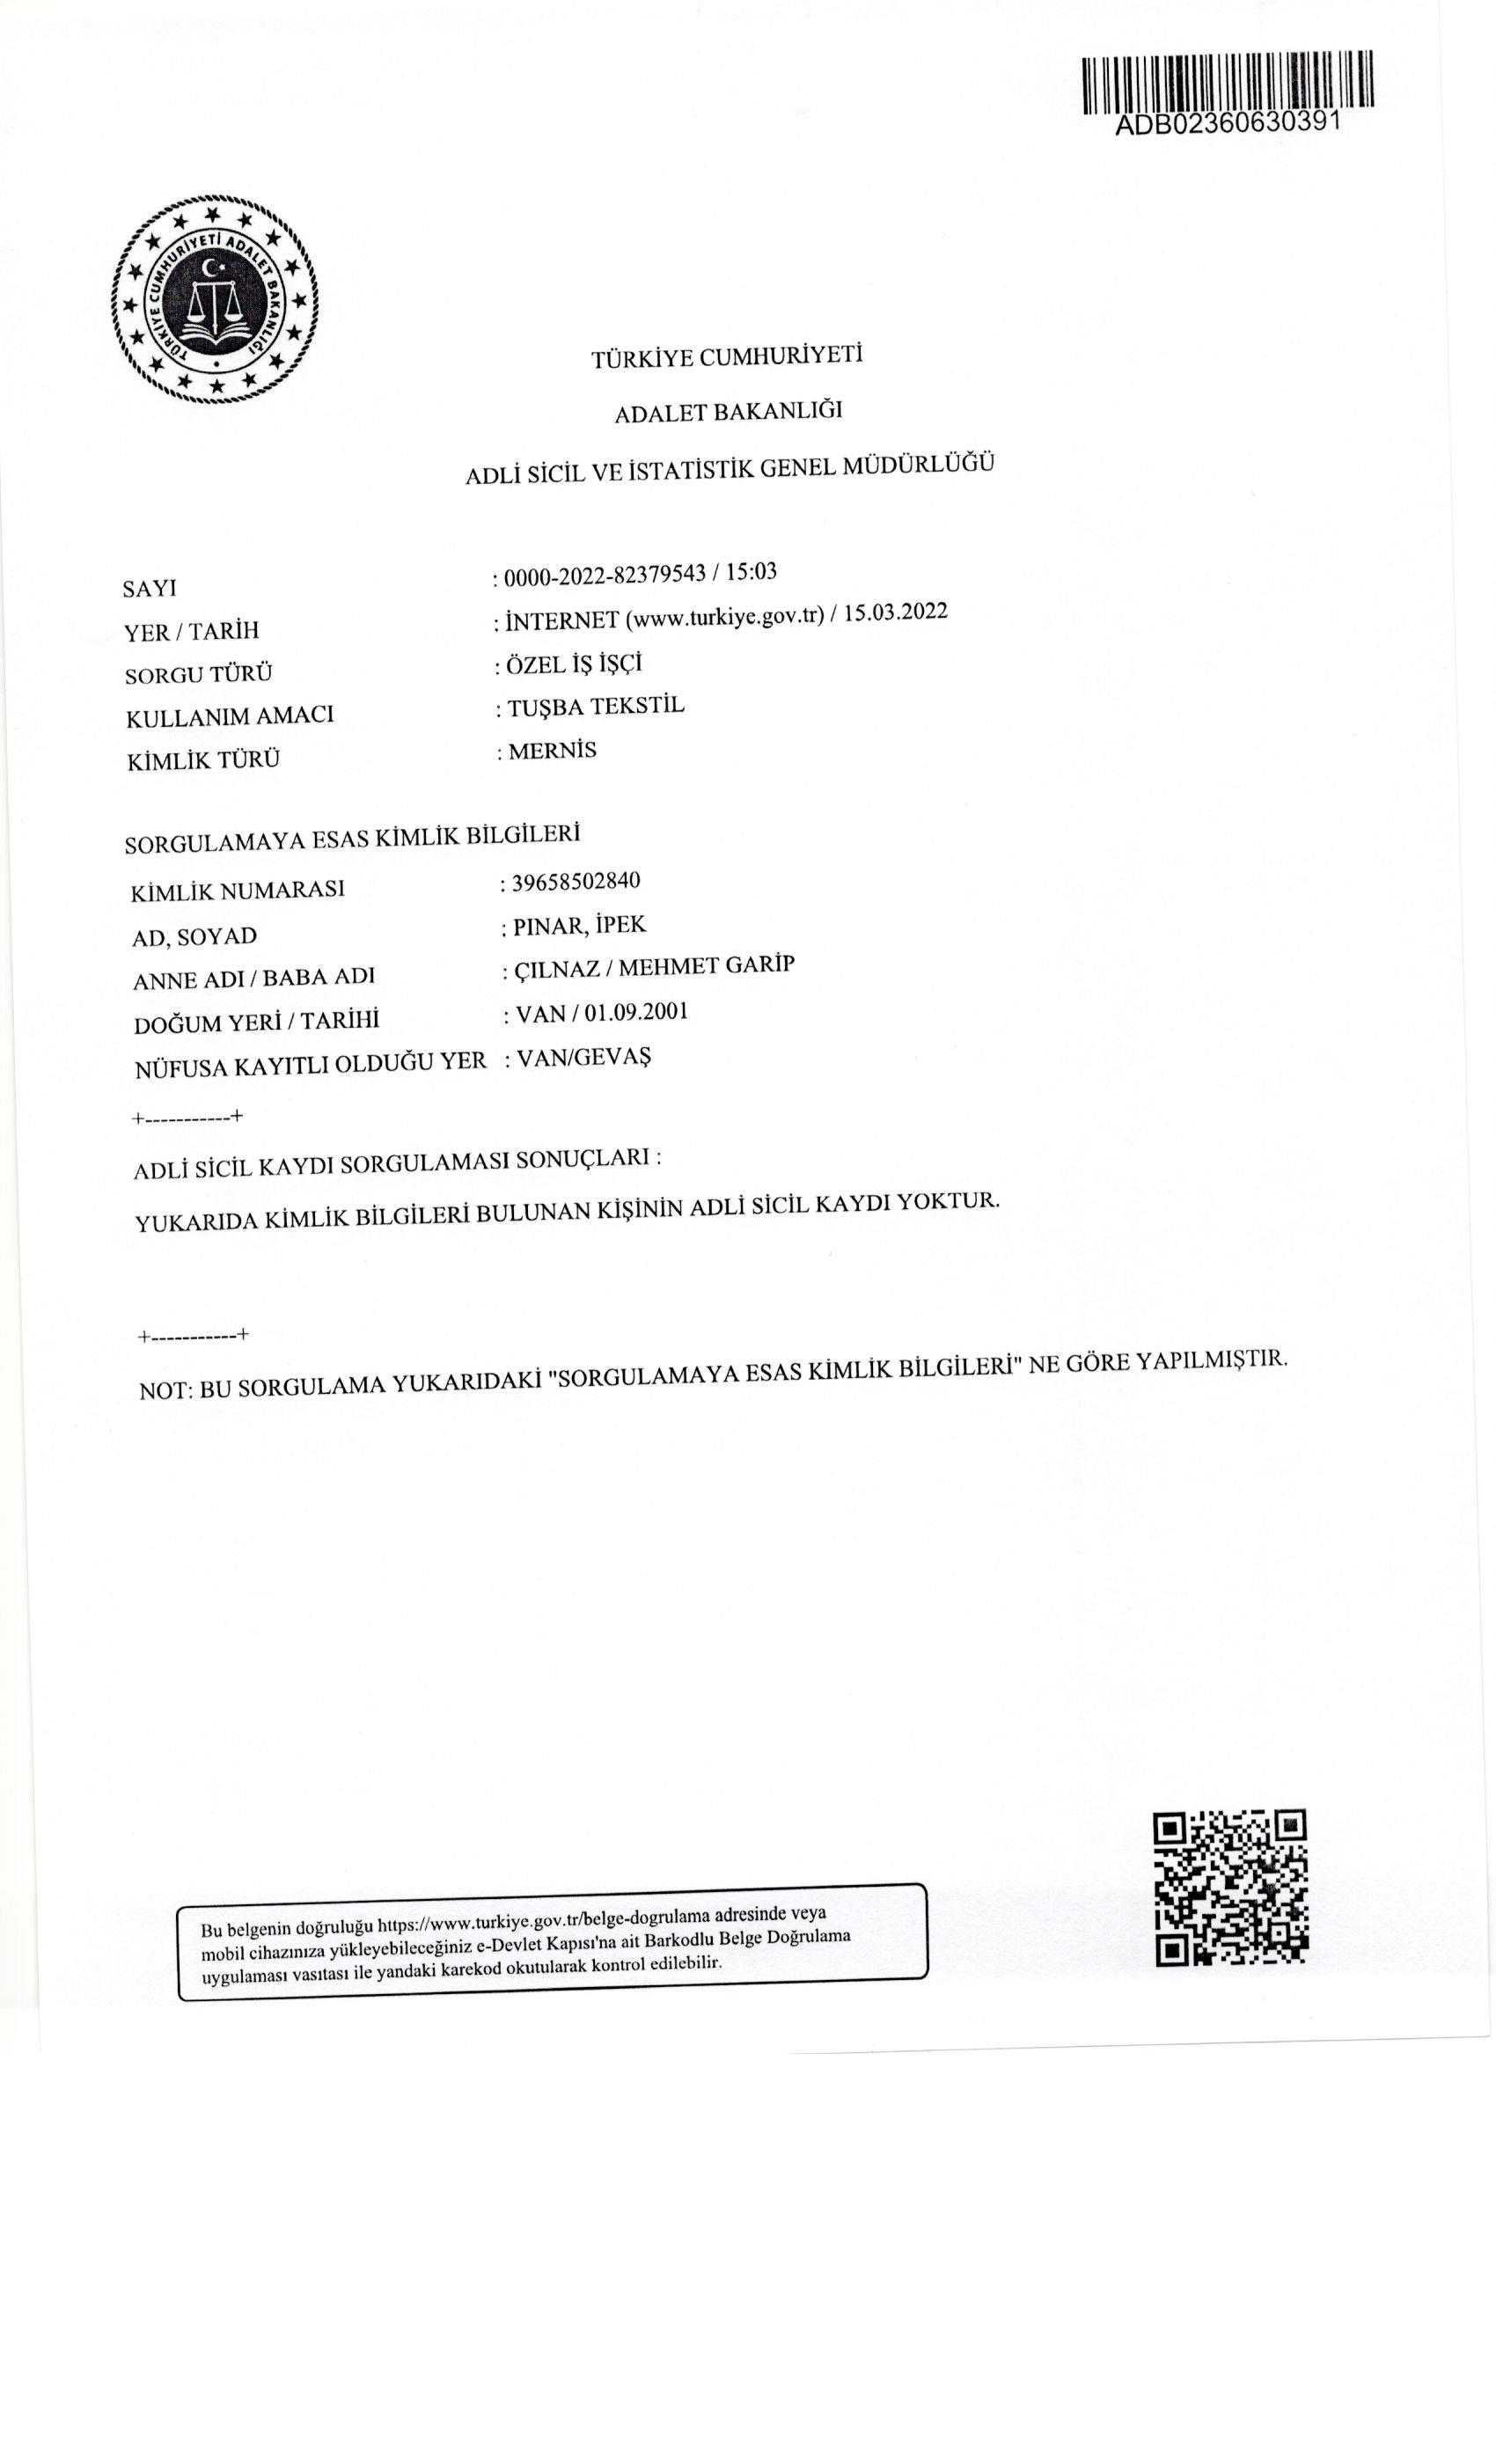 ADB02360630391
TÜRKİYE CUMHURİYETİ ADALET BAKANLIĞI
TÜRKİYE CUMHURİYETİ
ADALET BAKANLIĞI
ADLİ SİCİL VE İSTATİSTİK GENEL MÜDÜRLÜĞÜ
SAYI : 0000-2022-82379543 / 15:03
YER / TARİH : İNTERNET (www.turkiye.gov.tr) / 15.03.2022
SORGU TÜRÜ : ÖZEL İŞ İŞÇİ
KULLANIM AMACI : TUŞBA TEKSTİL
KİMLİK TÜRÜ : MERNİS
SORGULAMAYA ESAS KİMLİK BİLGİLERİ
KİMLİK NUMARASI : 39658502840
AD, SOYAD : PINAR, İPEK
ANNE ADI / BABA ADI : ÇILNAZ / MEHMET GARİP
DOĞUM YERİ / TARİHİ : VAN / 01.09.2001
NÜFUSA KAYITLI OLDUĞU YER : VAN/GEVAŞ
+-----------+
ADLİ SİCİL KAYDI SORGULAMASI SONUÇLARI :
YUKARIDA KİMLİK BİLGİLERİ BULUNAN KİŞİNİN ADLİ SİCİL KAYDI YOKTUR.
+-----------+
NOT: BU SORGULAMA YUKARIDAKİ "SORGULAMAYA ESAS KİMLİK BİLGİLERİ" NE GÖRE YAPILMIŞTIR.
Bu belgenin doğruluğu https://www.turkiye.gov.tr/belge-dogrulama adresinde veya
mobil cihazınıza yükleyebileceğiniz e-Devlet Kapısı'na ait Barkodlu Belge Doğrulama
uygulaması vasıtası ile yandaki karekod okutularak kontrol edilebilir.